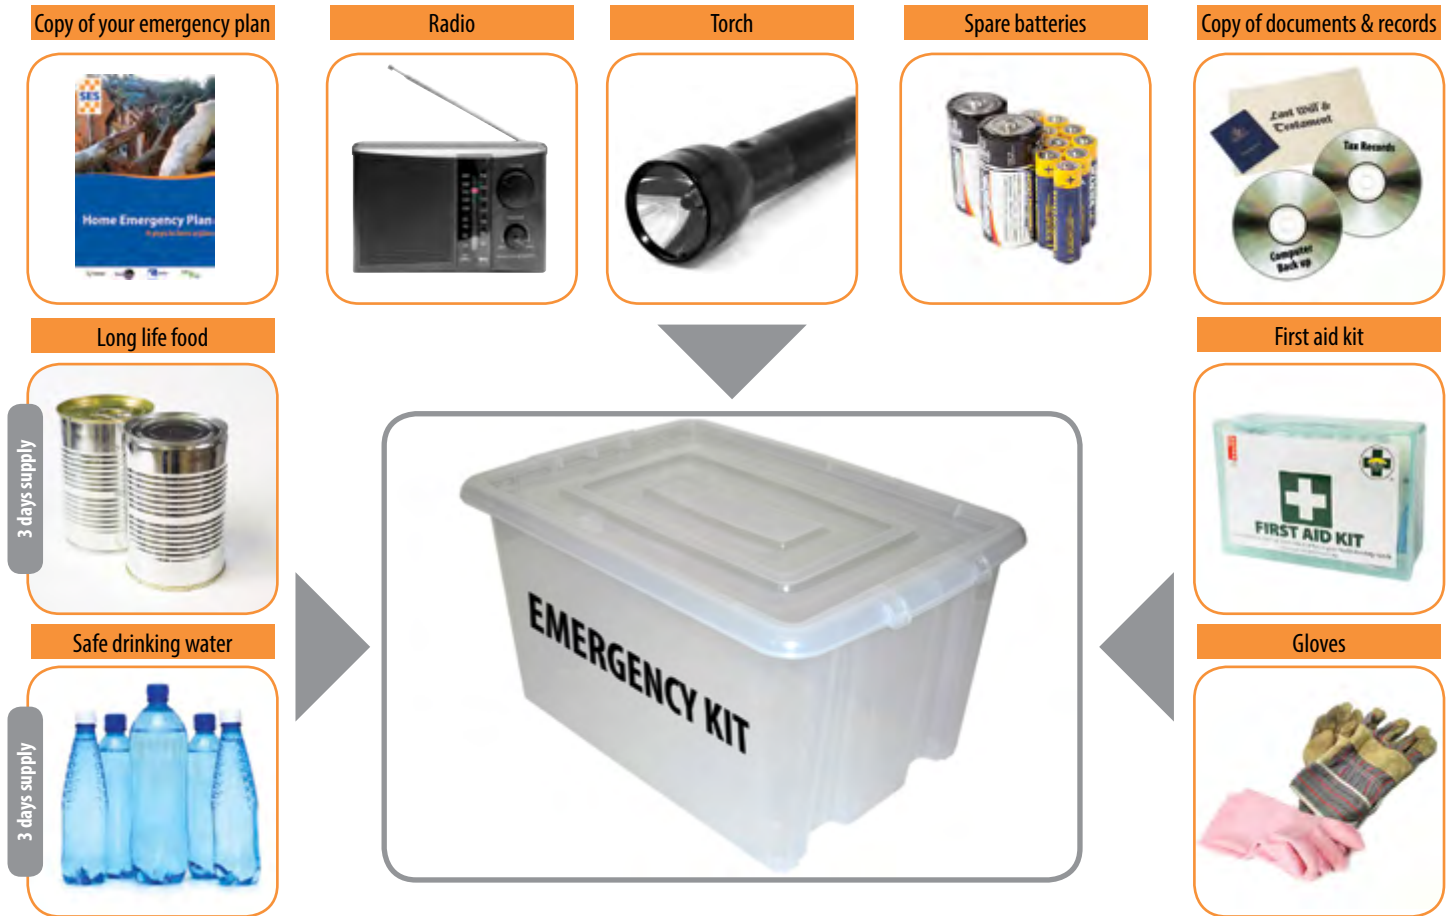 Copy of your emergency plan
Radio
Torch
Spare batteries
Copy of documents & records
SES
Home Emergency Plan
Last Will &
Testament
Tax Records
Computer
Back up
Long life food
3 days supply
First aid kit
FIRST AID KIT
EMERGENCY KIT
Safe drinking water
3 days supply
Gloves